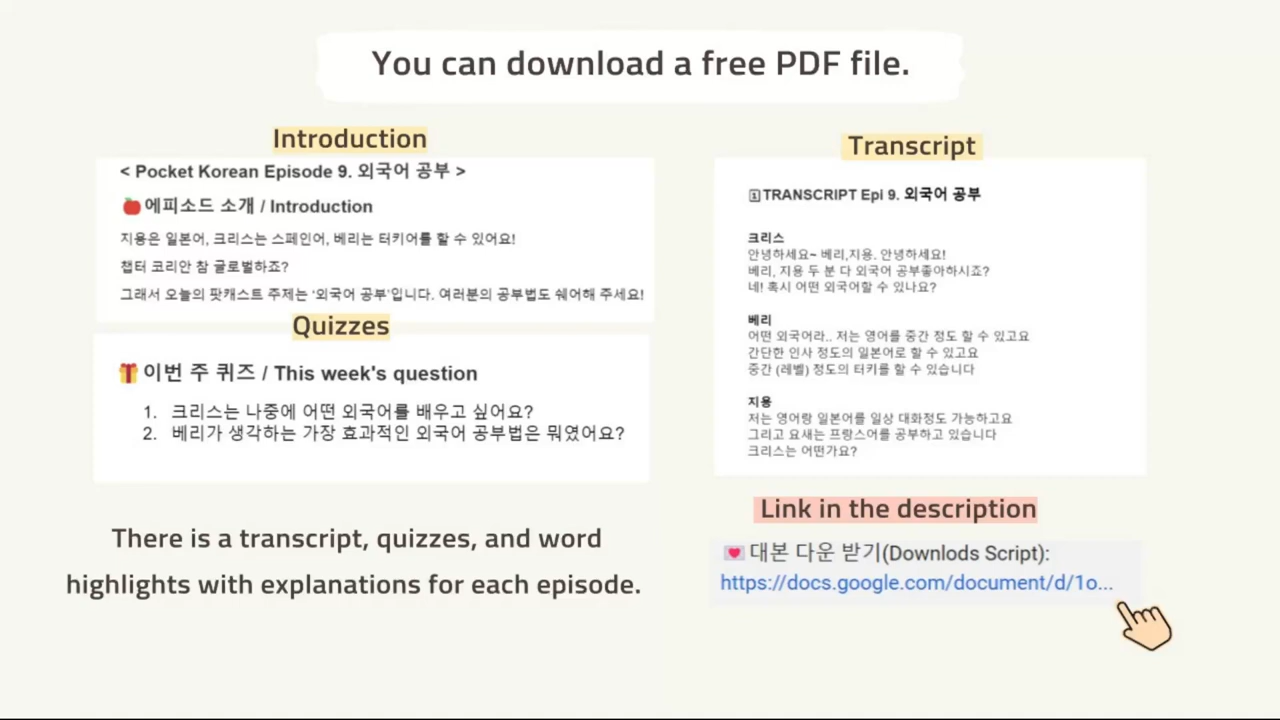 You can download a free PDF file.
Introduction
< Pocket Korean Episode 9. 외국어 공부 >
에피소드 소개 / Introduction
지용은 일본어, 크리스는 스페인어, 베리는 터키어를 할 수 있어요!
챕터 코리안 참 글로벌하죠?
그래서 오늘의 팟캐스트 주제는 '외국어 공부'입니다. 여러분의 공부법도 쉐어해 주세요!
Quizzes
이번 주 퀴즈 / This week's question
1. 크리스는 나중에 어떤 외국어를 배우고 싶어요?
2. 베리가 생각하는 가장 효과적인 외국어 공부법은 뭐였어요?
There is a transcript, quizzes, and word
highlights with explanations for each episode.
Transcript
TRANSCRIPT Epi 9. 외국어 공부
크리스
안녕하세요~ 베리,지용. 안녕하세요!
베리, 지용 두 분 다 외국어 공부좋아하시죠?
네! 혹시 어떤 외국어할 수 있나요?
베리
어떤 외국어라.. 저는 영어를 중간 정도 할 수 있고요
간단한 인사 정도의 일본어로 할 수 있고요
중간 (레벨) 정도의 터키를 할 수 있습니다
지용
저는 영어랑 일본어를 일상 대화정도 가능하고요
그리고 요새는 프랑스어를 공부하고 있습니다
크리스는 어떤가요?
Link in the description
대본 다운 받기(Downlods Script):
https://docs.google.com/document/d/1o...